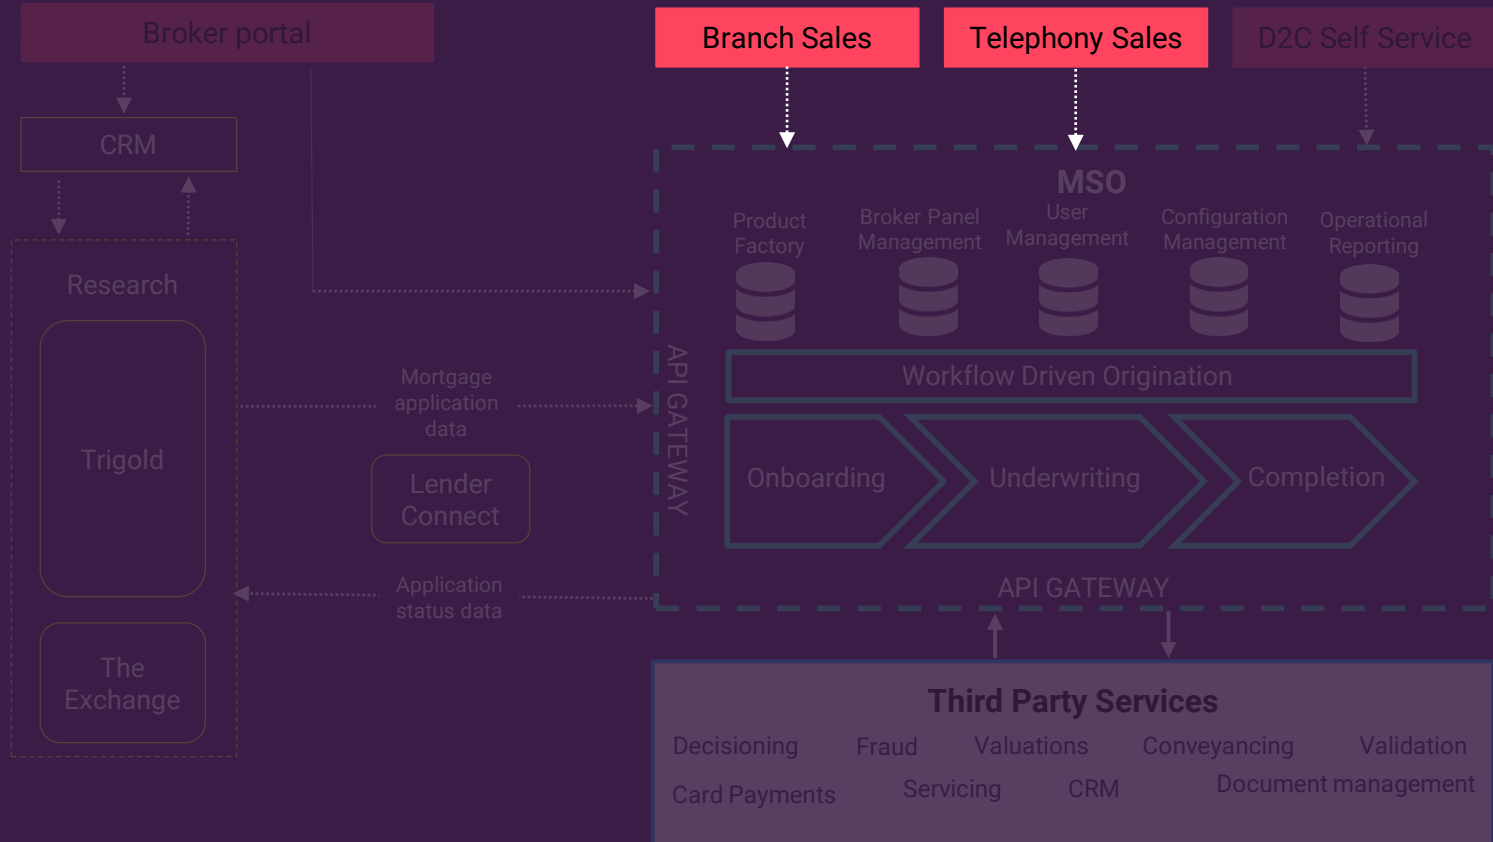 Broker portal
Branch Sales
Telephony Sales
D2C Self Service
CRM
MSO
Product
Factory
Broker Panel
Management
User
Management
Configuration
Management
Operational
Reporting
Research
Trigold
The
Exchange
Mortgage
application
data
Lender
Connect
Application
status data
API GATEWAY
Workflow Driven Origination
Onboarding
Underwriting
Completion
API GATEWAY
Third Party Services
Decisioning
Fraud
Valuations
Conveyancing
Validation
Card Payments
Servicing
CRM
Document management